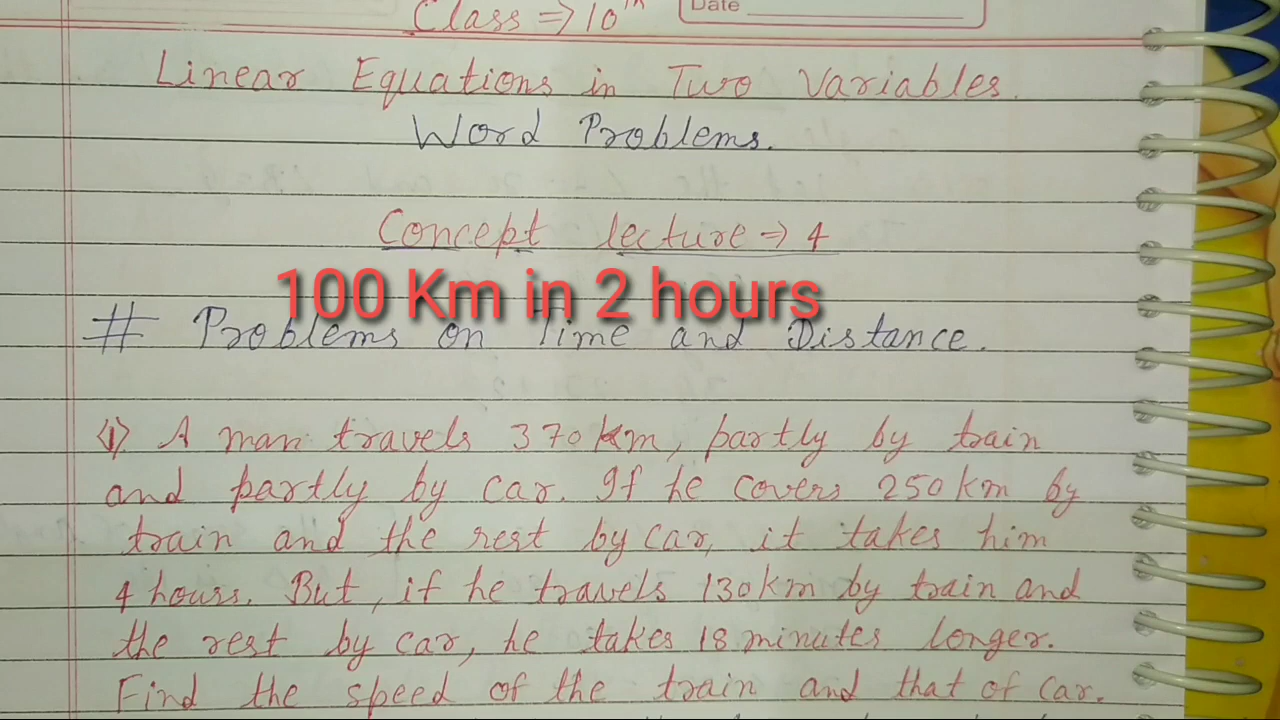 Class ⇒ 10th
Date
Linear Equations in Two Variables.
Word Problems.
Concept lecture ⇒ 4
100 Km in 2 hours
# Problems on Time and Distance.
(1) A man travels 370 km, partly by train
and partly by car. If he covers 250 km by
train and the rest by car, it takes him
4 hours. But, if he travels 130 km by train and
the rest by car, he takes 18 minutes longer.
Find the speed of the train and that of car.